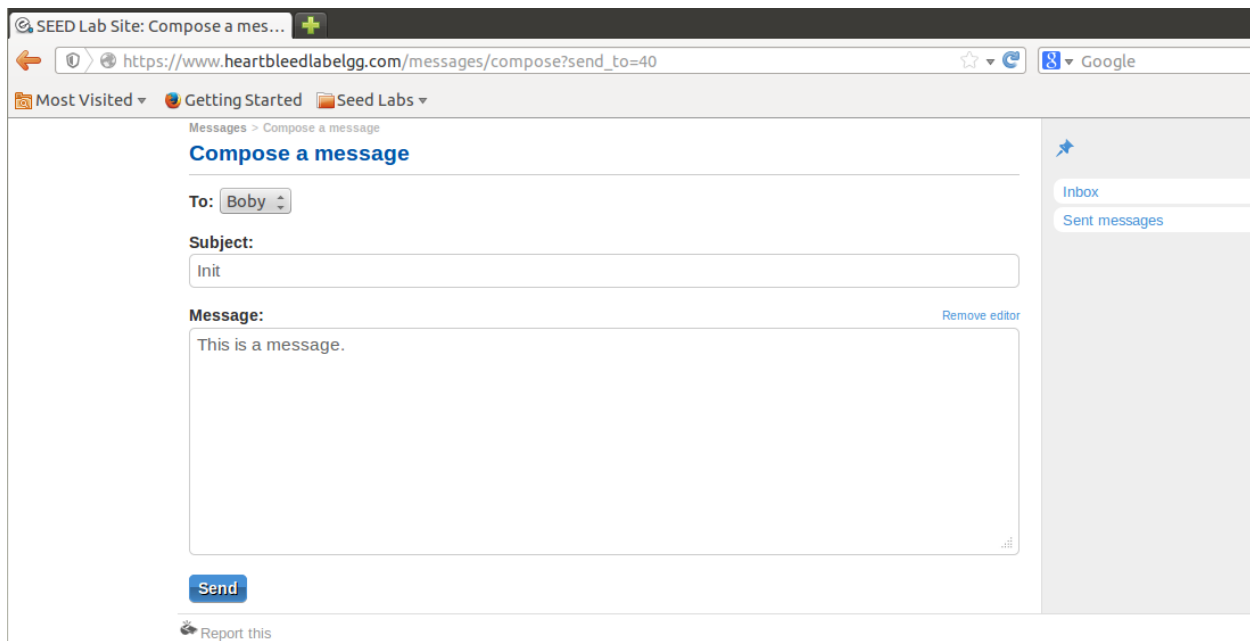 SEED Lab Site: Compose a mes...
https://www.heartbleedlabelgg.com/messages/compose?send_to=40
8 Google
Most Visited Getting Started Seed Labs
Messages > Compose a message
Compose a message
To: Boby
Subject:
Init
Message: Remove editor
This is a message.
Send
Report this
Inbox
Sent messages